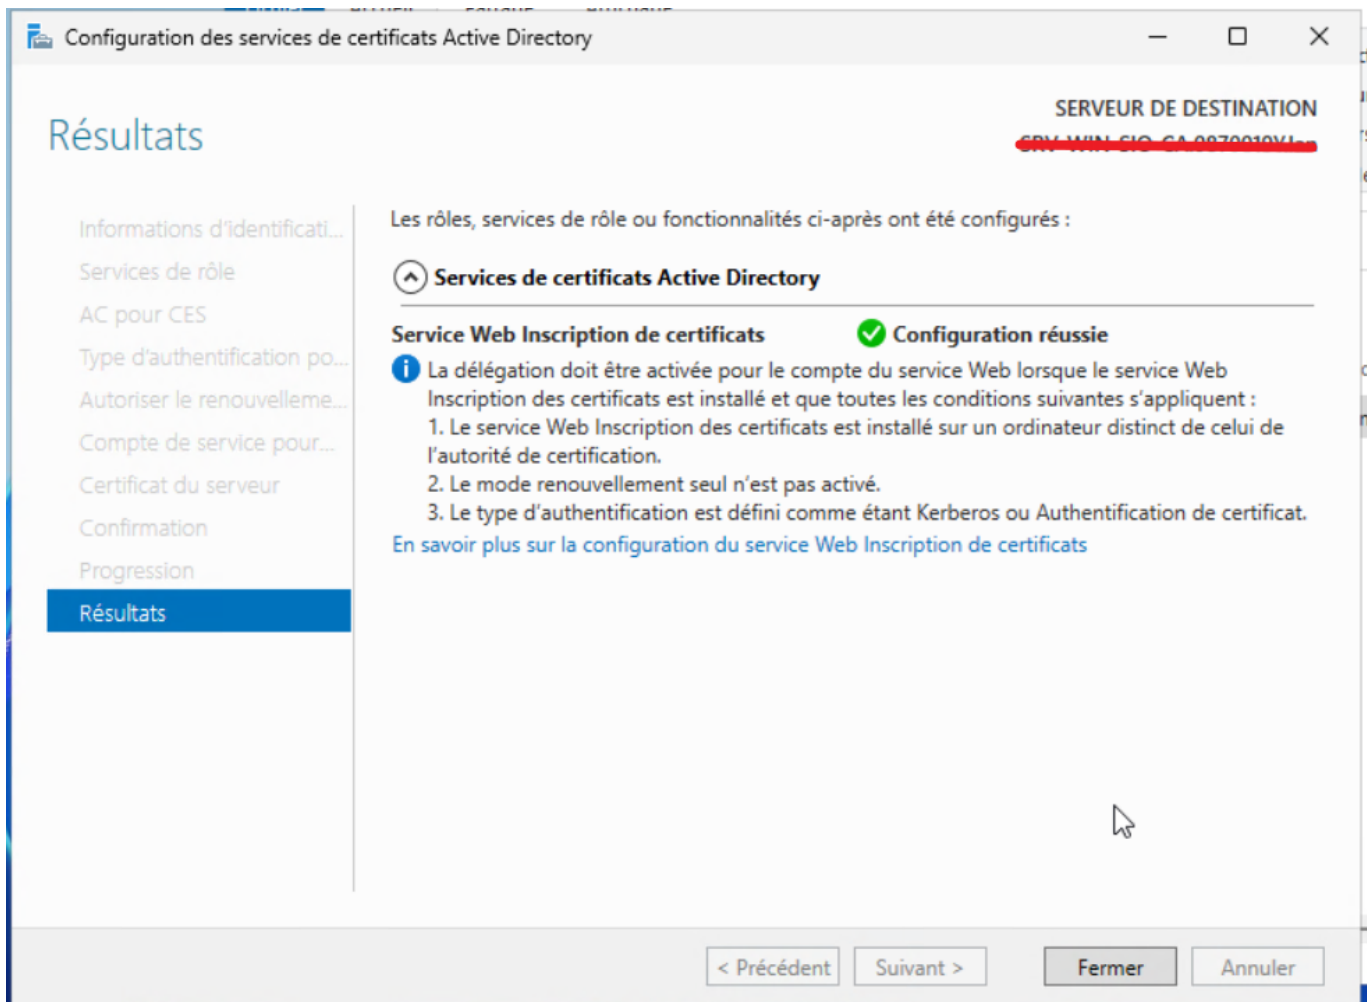 Configuration des services de certificats Active Directory
Résultats
SERVEUR DE DESTINATION
Informations d'identificati...
Services de rôle
AC pour CES
Type d'authentification po...
Autoriser le renouvelleme...
Compte de service pour...
Certificat du serveur
Confirmation
Progression
Résultats
Les rôles, services de rôle ou fonctionnalités ci-après ont été configurés :
Services de certificats Active Directory
Service Web Inscription de certificats Configuration réussie
La délégation doit être activée pour le compte du service Web lorsque le service Web
Inscription des certificats est installé et que toutes les conditions suivantes s'appliquent :
1. Le service Web Inscription des certificats est installé sur un ordinateur distinct de celui de
l'autorité de certification.
2. Le mode renouvellement seul n'est pas activé.
3. Le type d'authentification est défini comme étant Kerberos ou Authentification de certificat.
En savoir plus sur la configuration du service Web Inscription de certificats
< Précédent Suivant > Fermer Annuler